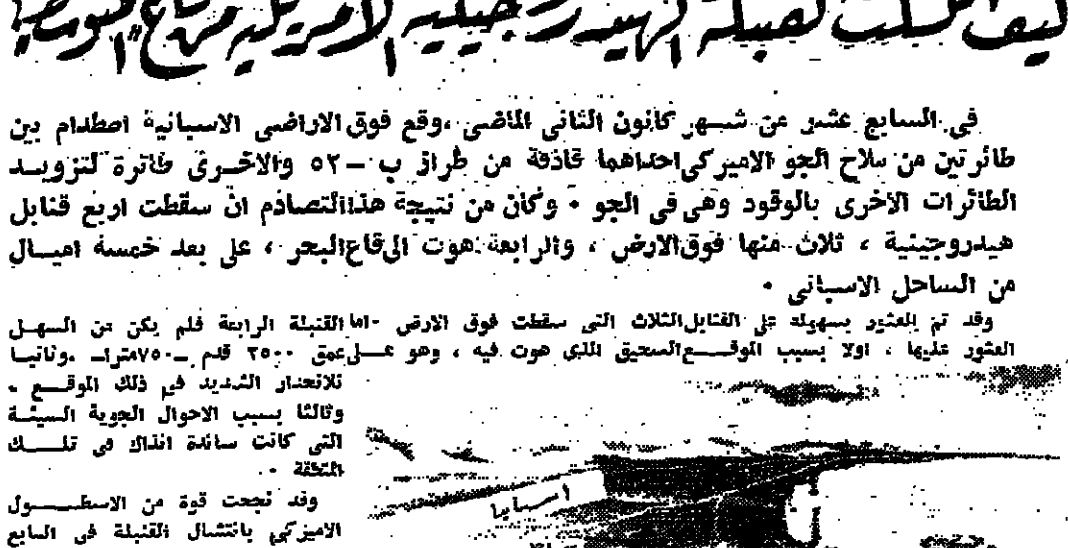 كيف انتشلت القنبلة الهيدروجينية الامريكية من قاع المتوسط
في السابع عشر من شهر كانون الثاني الماضي ،وقع فوق الاراضي الاسبانية اصطدام بين
طائرتين من سلاح الجو الاميركي احداهما قاذفة من طراز ب – ٥٢ والاخرى طائرة لتزويد
الطائرات الاخرى بالوقود وهي في الجو • وكان من نتيجة هذا التصادم ان سقطت اربع قنابل
هيدروجينية ، ثلاث منها فوق الارض ، والرابعة هوت الى قاع البحر ، على بعد خمسة اميال
من الساحل الاسباني •
وقد تم العثور بسهولة على القنابل الثلاث التي سقطت فوق الارض -اما القنبلة الرابعة فلم يكن من السهل
العثور عليها ، اولا بسبب الموقع السحيق الذي هوت فيه ، وهو على عمق ٢٥٠٠ قدم –٧٥٠مترا– .وثانيا
للانحدار الشديد في ذلك الموقع .
وثالثا بسبب الاحوال الجوية السيئة
التي كانت سائدة انذاك في تلك
المنطقة .
وقد نجحت قوة من الاسطول
الاميركي بانتشال القنبلة في السابع
اسبانيا